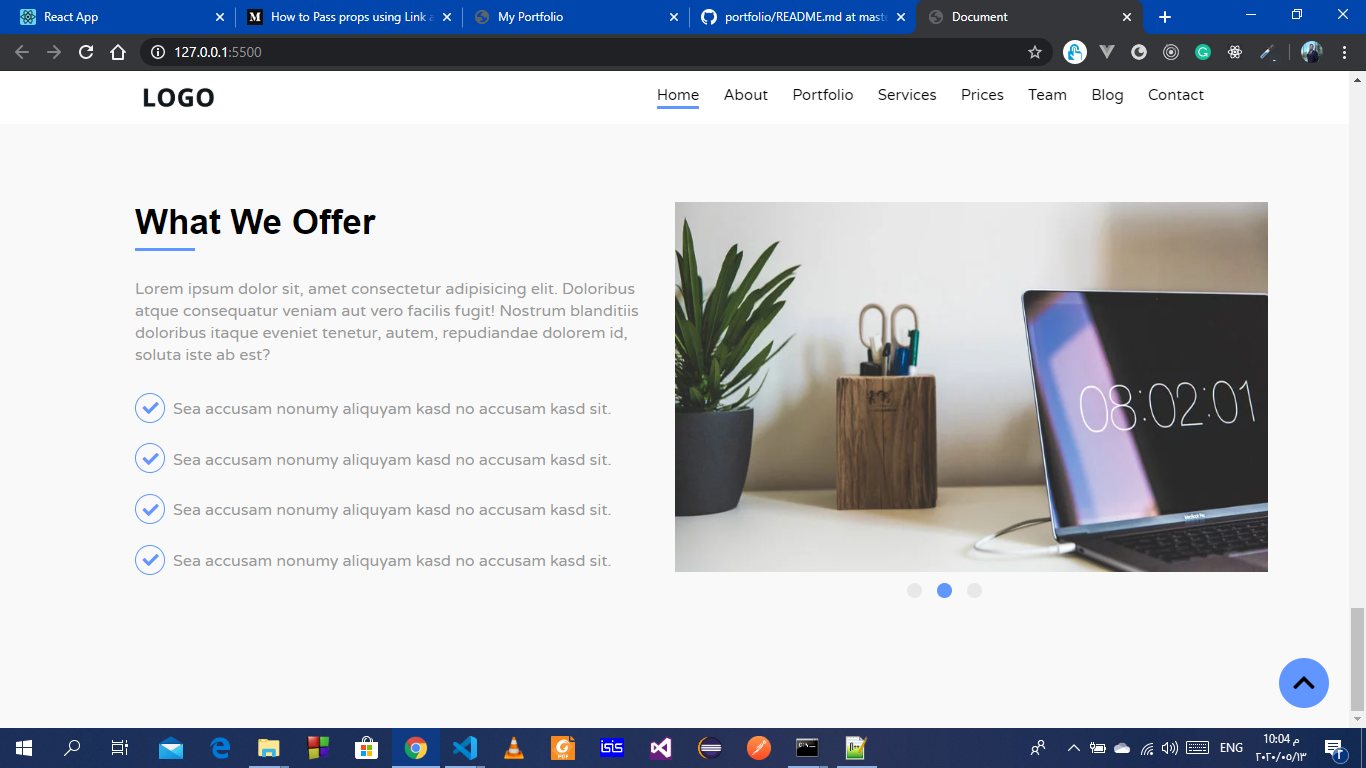 React App
How to Pass props using Link a
My Portfolio
portfolio/README.md at maste
Document
127.0.0.1:5500
LOGO
Home About Portfolio Services Prices Team Blog Contact
What We Offer
Lorem ipsum dolor sit, amet consectetur adipisicing elit. Doloribus
atque consequatur veniam aut vero facilis fugit! Nostrum blanditiis
doloribus itaque eveniet tenetur, autem, repudiandae dolorem id,
soluta iste ab est?
Sea accusam nonumy aliquyam kasd no accusam kasd sit.
Sea accusam nonumy aliquyam kasd no accusam kasd sit.
Sea accusam nonumy aliquyam kasd no accusam kasd sit.
Sea accusam nonumy aliquyam kasd no accusam kasd sit.
08:02:01
MacBook Pro
isis
ENG
10:04 م
٢٠٢٠/٠٥/١٣